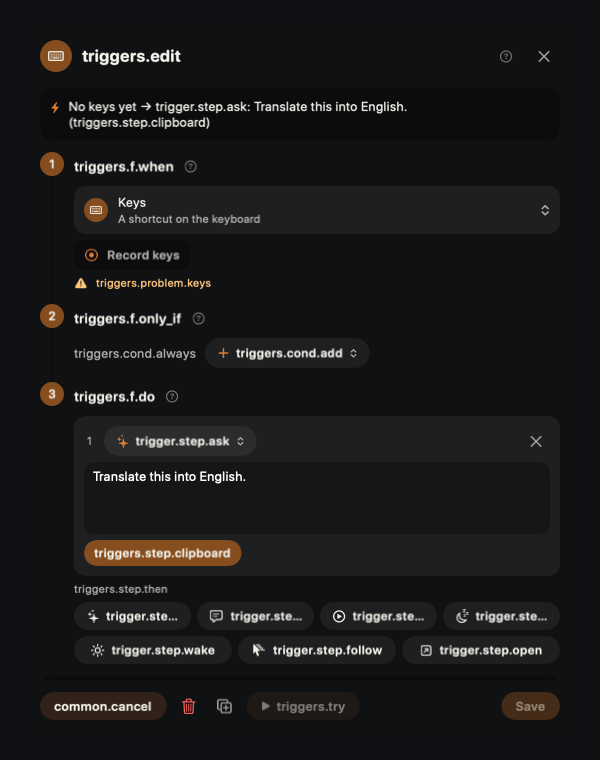 triggers.edit
No keys yet → trigger.step.ask: Translate this into English.
(triggers.step.clipboard)
1
triggers.f.when
Keys
A shortcut on the keyboard
Record keys
triggers.problem.keys
2
triggers.f.only_if
triggers.cond.always
triggers.cond.add
3
triggers.f.do
1 trigger.step.ask
Translate this into English.
triggers.step.clipboard
triggers.step.then
trigger.ste... trigger.ste... trigger.ste... trigger.ste...
trigger.step.wake trigger.step.follow trigger.step.open
common.cancel triggers.try Save